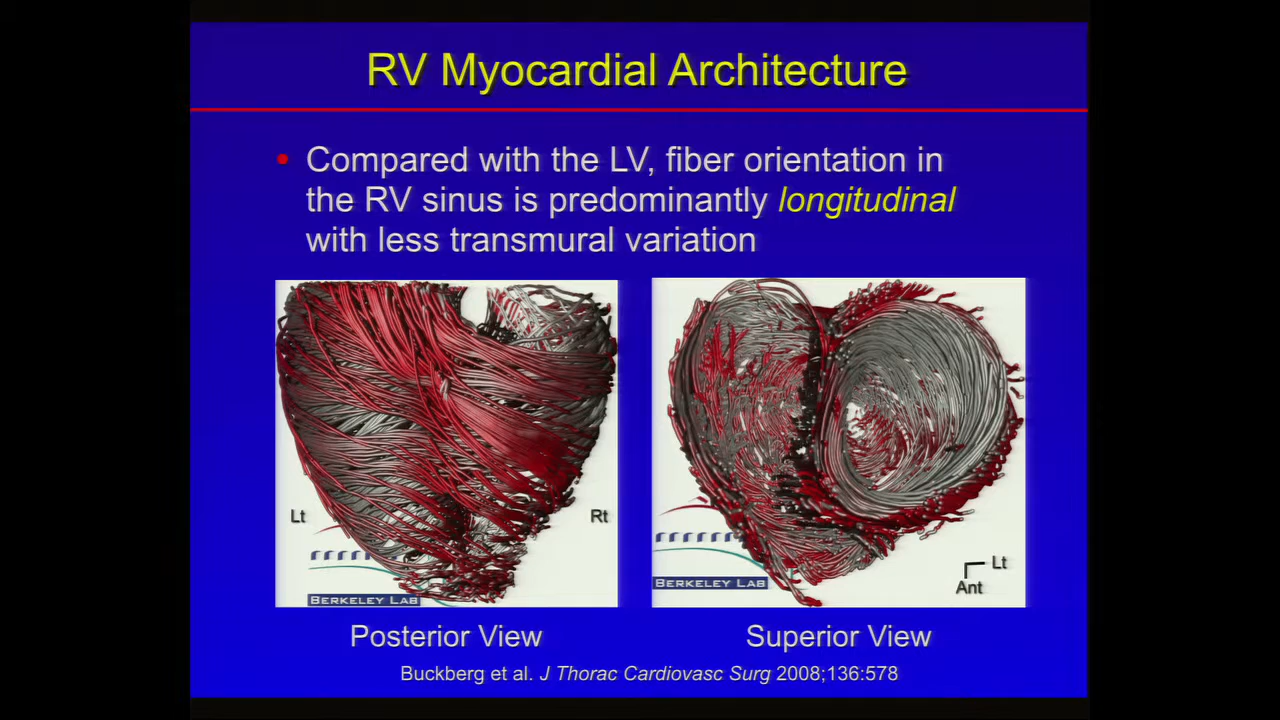 RV Myocardial Architecture
• Compared with the LV, fiber orientation in
the RV sinus is predominantly longitudinal
with less transmural variation
Lt
Rt
BERKELEY LAB
BERKELEY LAB
Lt
Ant
Posterior View
Superior View
Buckberg et al. J Thorac Cardiovasc Surg 2008;136:578